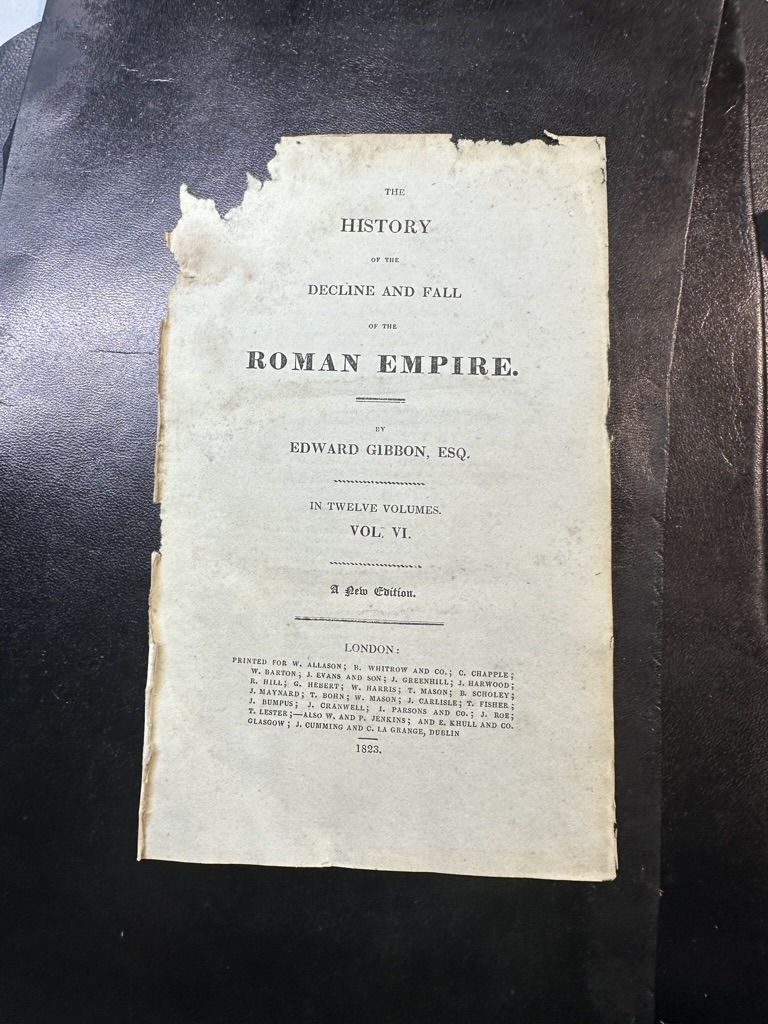 THE
HISTORY
OF THE
DECLINE AND FALL
OF THE
ROMAN EMPIRE.
BY
EDWARD GIBBON, ESQ.
IN TWELVE VOLUMES.
VOL. VI.
A New Edition.
LONDON:
PRINTED FOR W. ALLASON; B. WHITROW AND CO.; C. CHAPPLE;
W. BARTON; J. EVANS AND SON; J. GREENHILL; J. HARWOOD;
R. HILL; G. HEBERT; W. HARRIS; T. MASON; B. SCHOLEY;
J. MAYNARD; T. BOHN; W. MASON; J. CARLISLE; T. FISHER;
J. BUMPUS; J. CRANWELL; I. PARSONS AND CO.; J. ROE;
T. LESTER;—ALSO W. AND P. JENKINS; AND E. KHULL AND CO.
GLASGOW; J. CUMMING AND C. LA GRANGE, DUBLIN
1823.